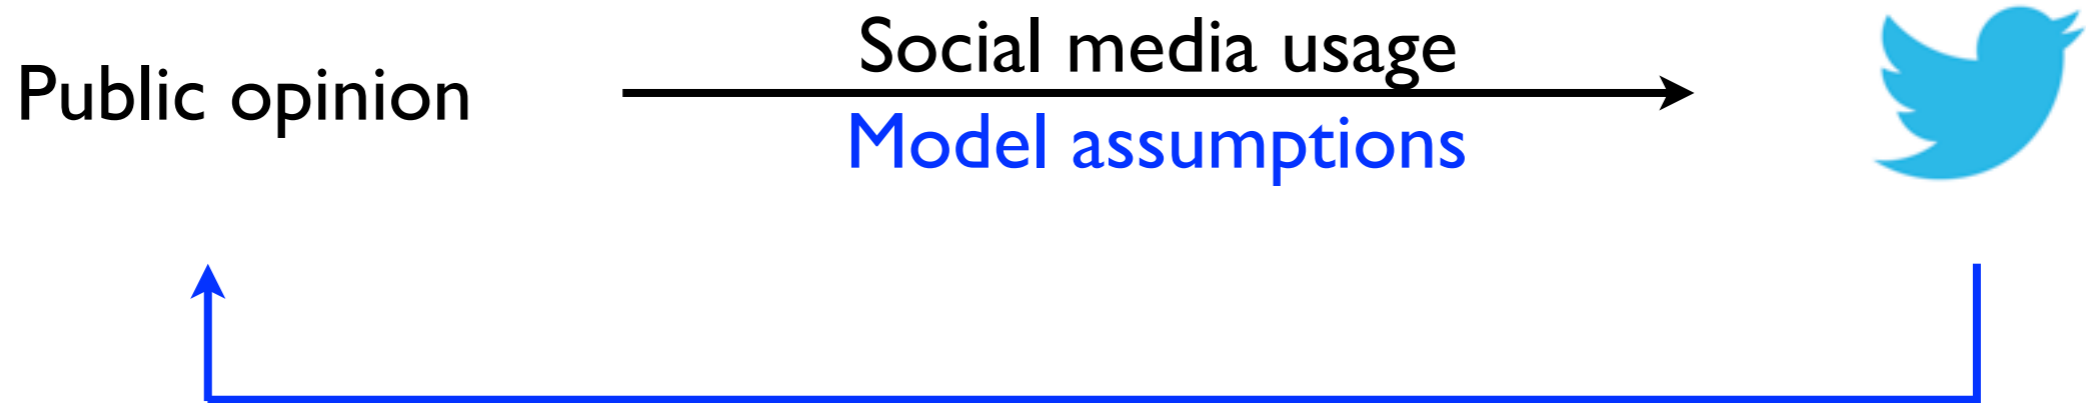 Public opinion
Social media usage
Model assumptions